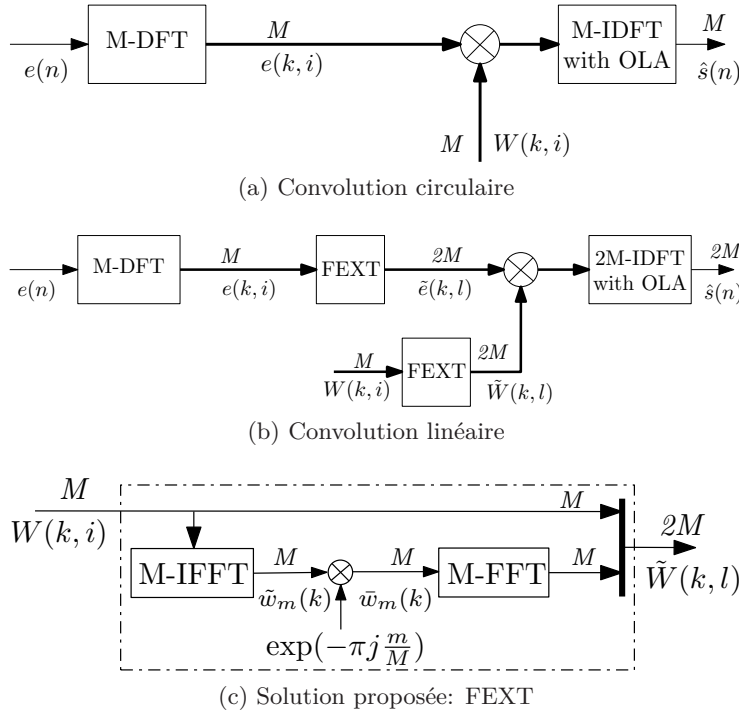 M-DFT
M
M-IDFT
with OLA
M
e(n)
e(k, i)
ŝ(n)
M
W(k, i)
(a) Convolution circulaire
M-DFT
M
FEXT
2M
2M-IDFT
with OLA
2M
e(n)
e(k, i)
ẽ(k, l)
ŝ(n)
M
FEXT
2M
W(k, i)
W̃(k, l)
(b) Convolution linéaire
M
M
W(k, i)
2M
M-IFFT
M
M
M-FFT
M
W̃(k, l)
w̃ₘ(k)
w̄ₘ(k)
exp(−πj m/M)
(c) Solution proposée: FEXT